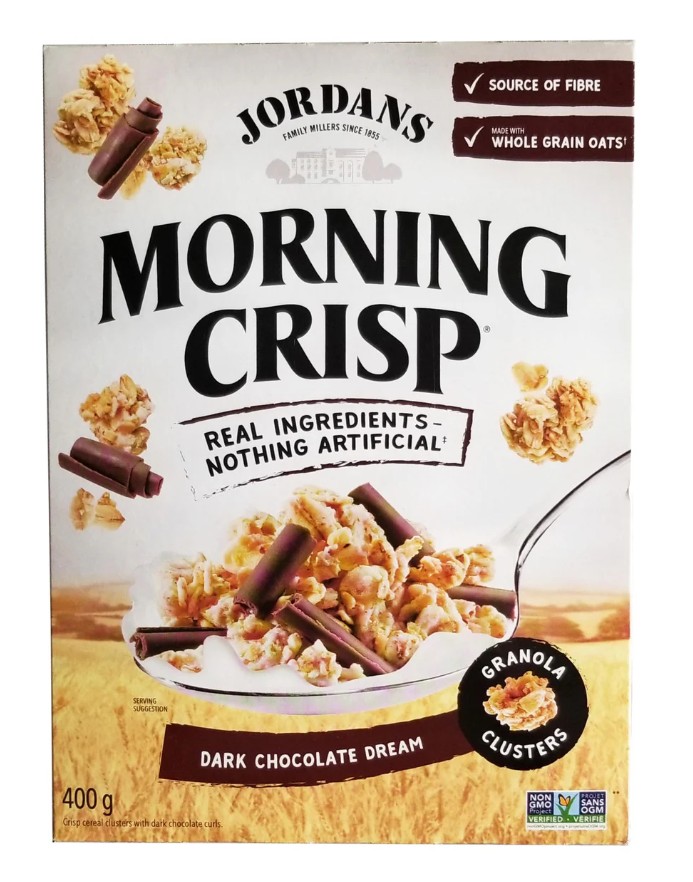 JORDANS
FAMILY MILLERS SINCE 1855
✓ SOURCE OF FIBRE
✓ MADE WITH
WHOLE GRAIN OATS†
MORNING
CRISP®
REAL INGREDIENTS–
NOTHING ARTIFICIAL‡
SERVING
SUGGESTION
GRANOLA
CLUSTERS
DARK CHOCOLATE DREAM
400 g
Crisp cereal clusters with dark chocolate curls.
NON
GMO
Project
VERIFIED
PROJET
SANS
OGM
VERIFIÉ
**